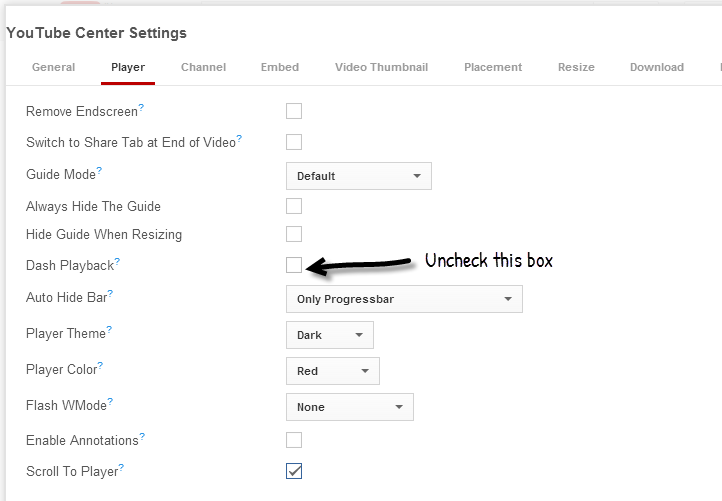 YouTube Center Settings
General Player Channel Embed Video Thumbnail Placement Resize Download
Remove Endscreen?
Switch to Share Tab at End of Video?
Guide Mode? Default
Always Hide The Guide
Hide Guide When Resizing
Dash Playback? Uncheck this box
Auto Hide Bar? Only Progressbar
Player Theme? Dark
Player Color? Red
Flash WMode? None
Enable Annotations?
Scroll To Player?